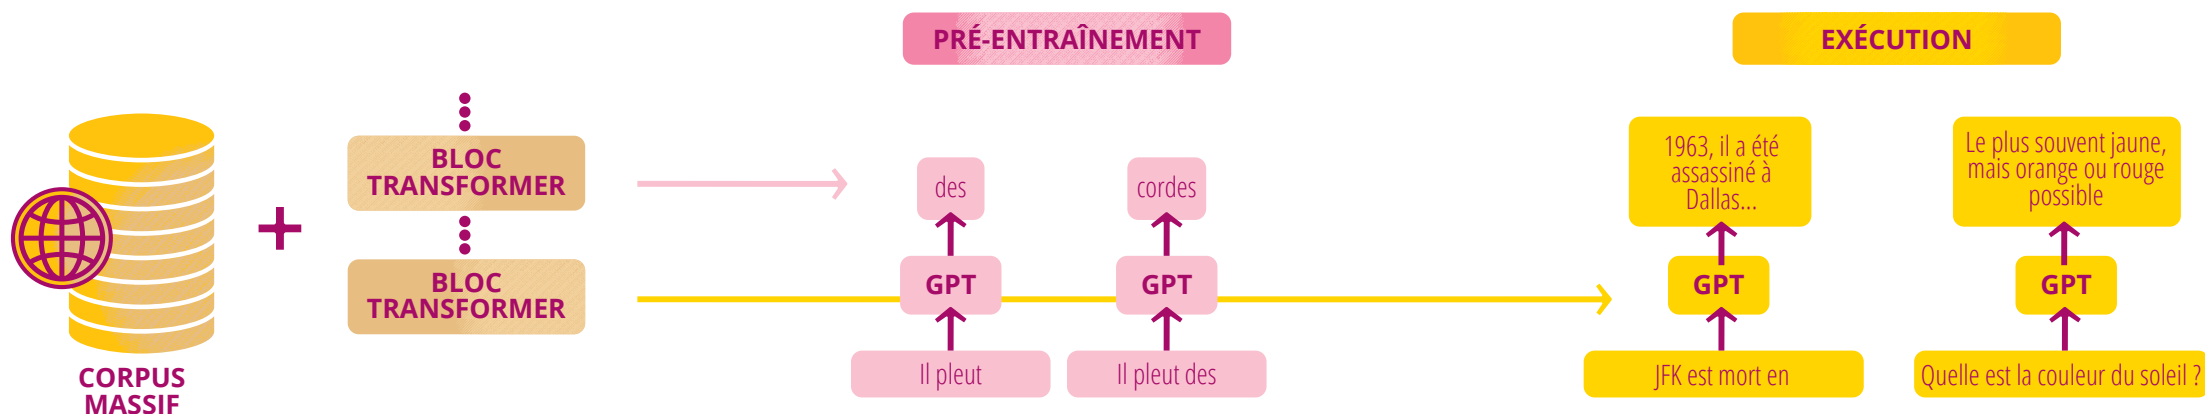 PRÉ-ENTRAÎNEMENT
EXÉCUTION
CORPUS
MASSIF
BLOC
TRANSFORMER
BLOC
TRANSFORMER
des
GPT
Il pleut
cordes
GPT
Il pleut des
1963, il a été
assassiné à
Dallas...
GPT
JFK est mort en
Le plus souvent jaune,
mais orange ou rouge
possible
GPT
Quelle est la couleur du soleil ?